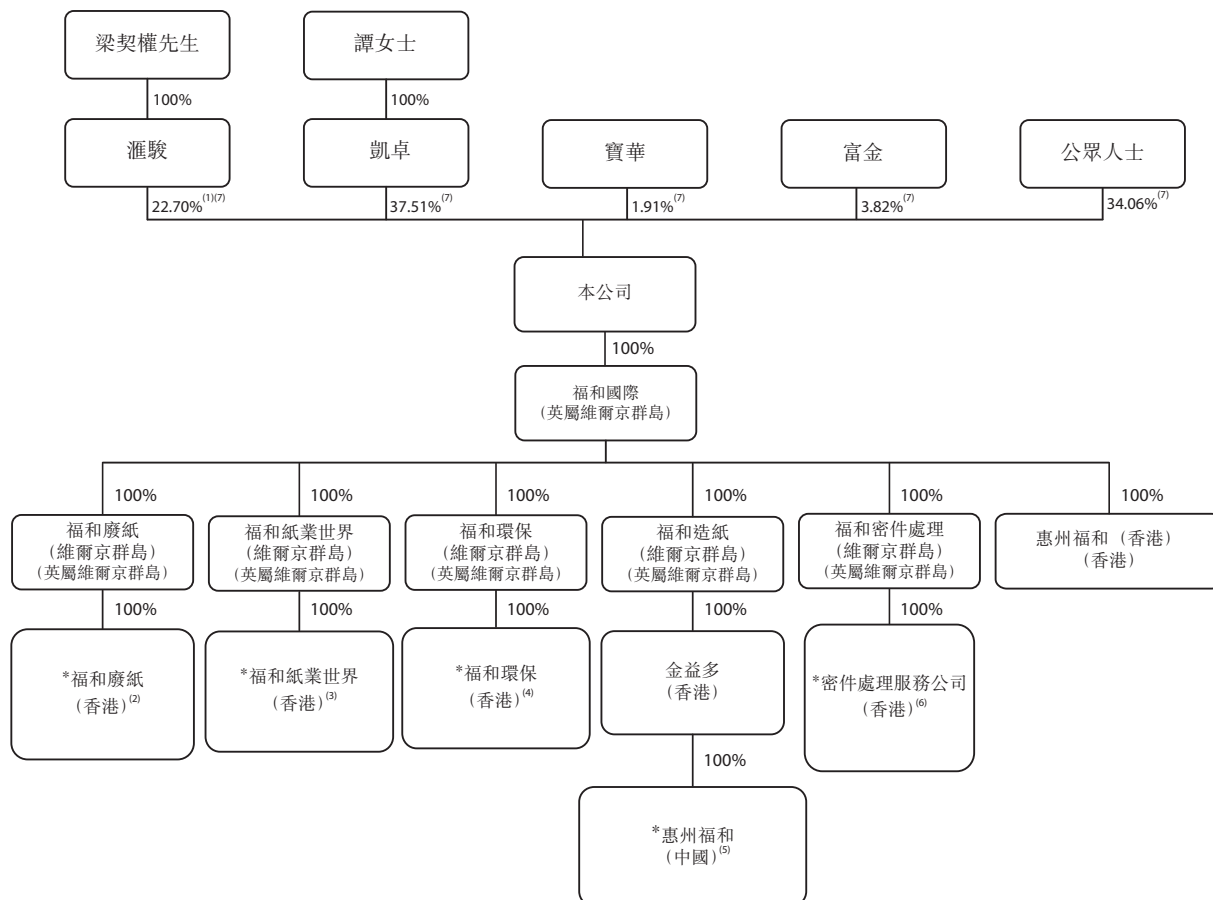 梁契權先生
譚女士
100%
100%
滙駿
凱卓
寶華
富金
公眾人士
22.70%(1)(7)
37.51%(7)
1.91%(7)
3.82%(7)
34.06%(7)
本公司
100%
福和國際
(英屬維爾京群島)
100%
100%
100%
100%
100%
100%
福和廢紙
(維爾京群島)
(英屬維爾京群島)
福和紙業世界
(維爾京群島)
(英屬維爾京群島)
福和環保
(維爾京群島)
(英屬維爾京群島)
福和造紙
(維爾京群島)
(英屬維爾京群島)
福和密件處理
(維爾京群島)
(英屬維爾京群島)
惠州福和(香港)
(香港)
100%
100%
100%
100%
100%
*福和廢紙
(香港)(2)
*福和紙業世界
(香港)(3)
*福和環保
(香港)(4)
金益多
(香港)
*密件處理服務公司
(香港)(6)
100%
*惠州福和
(中國)(5)